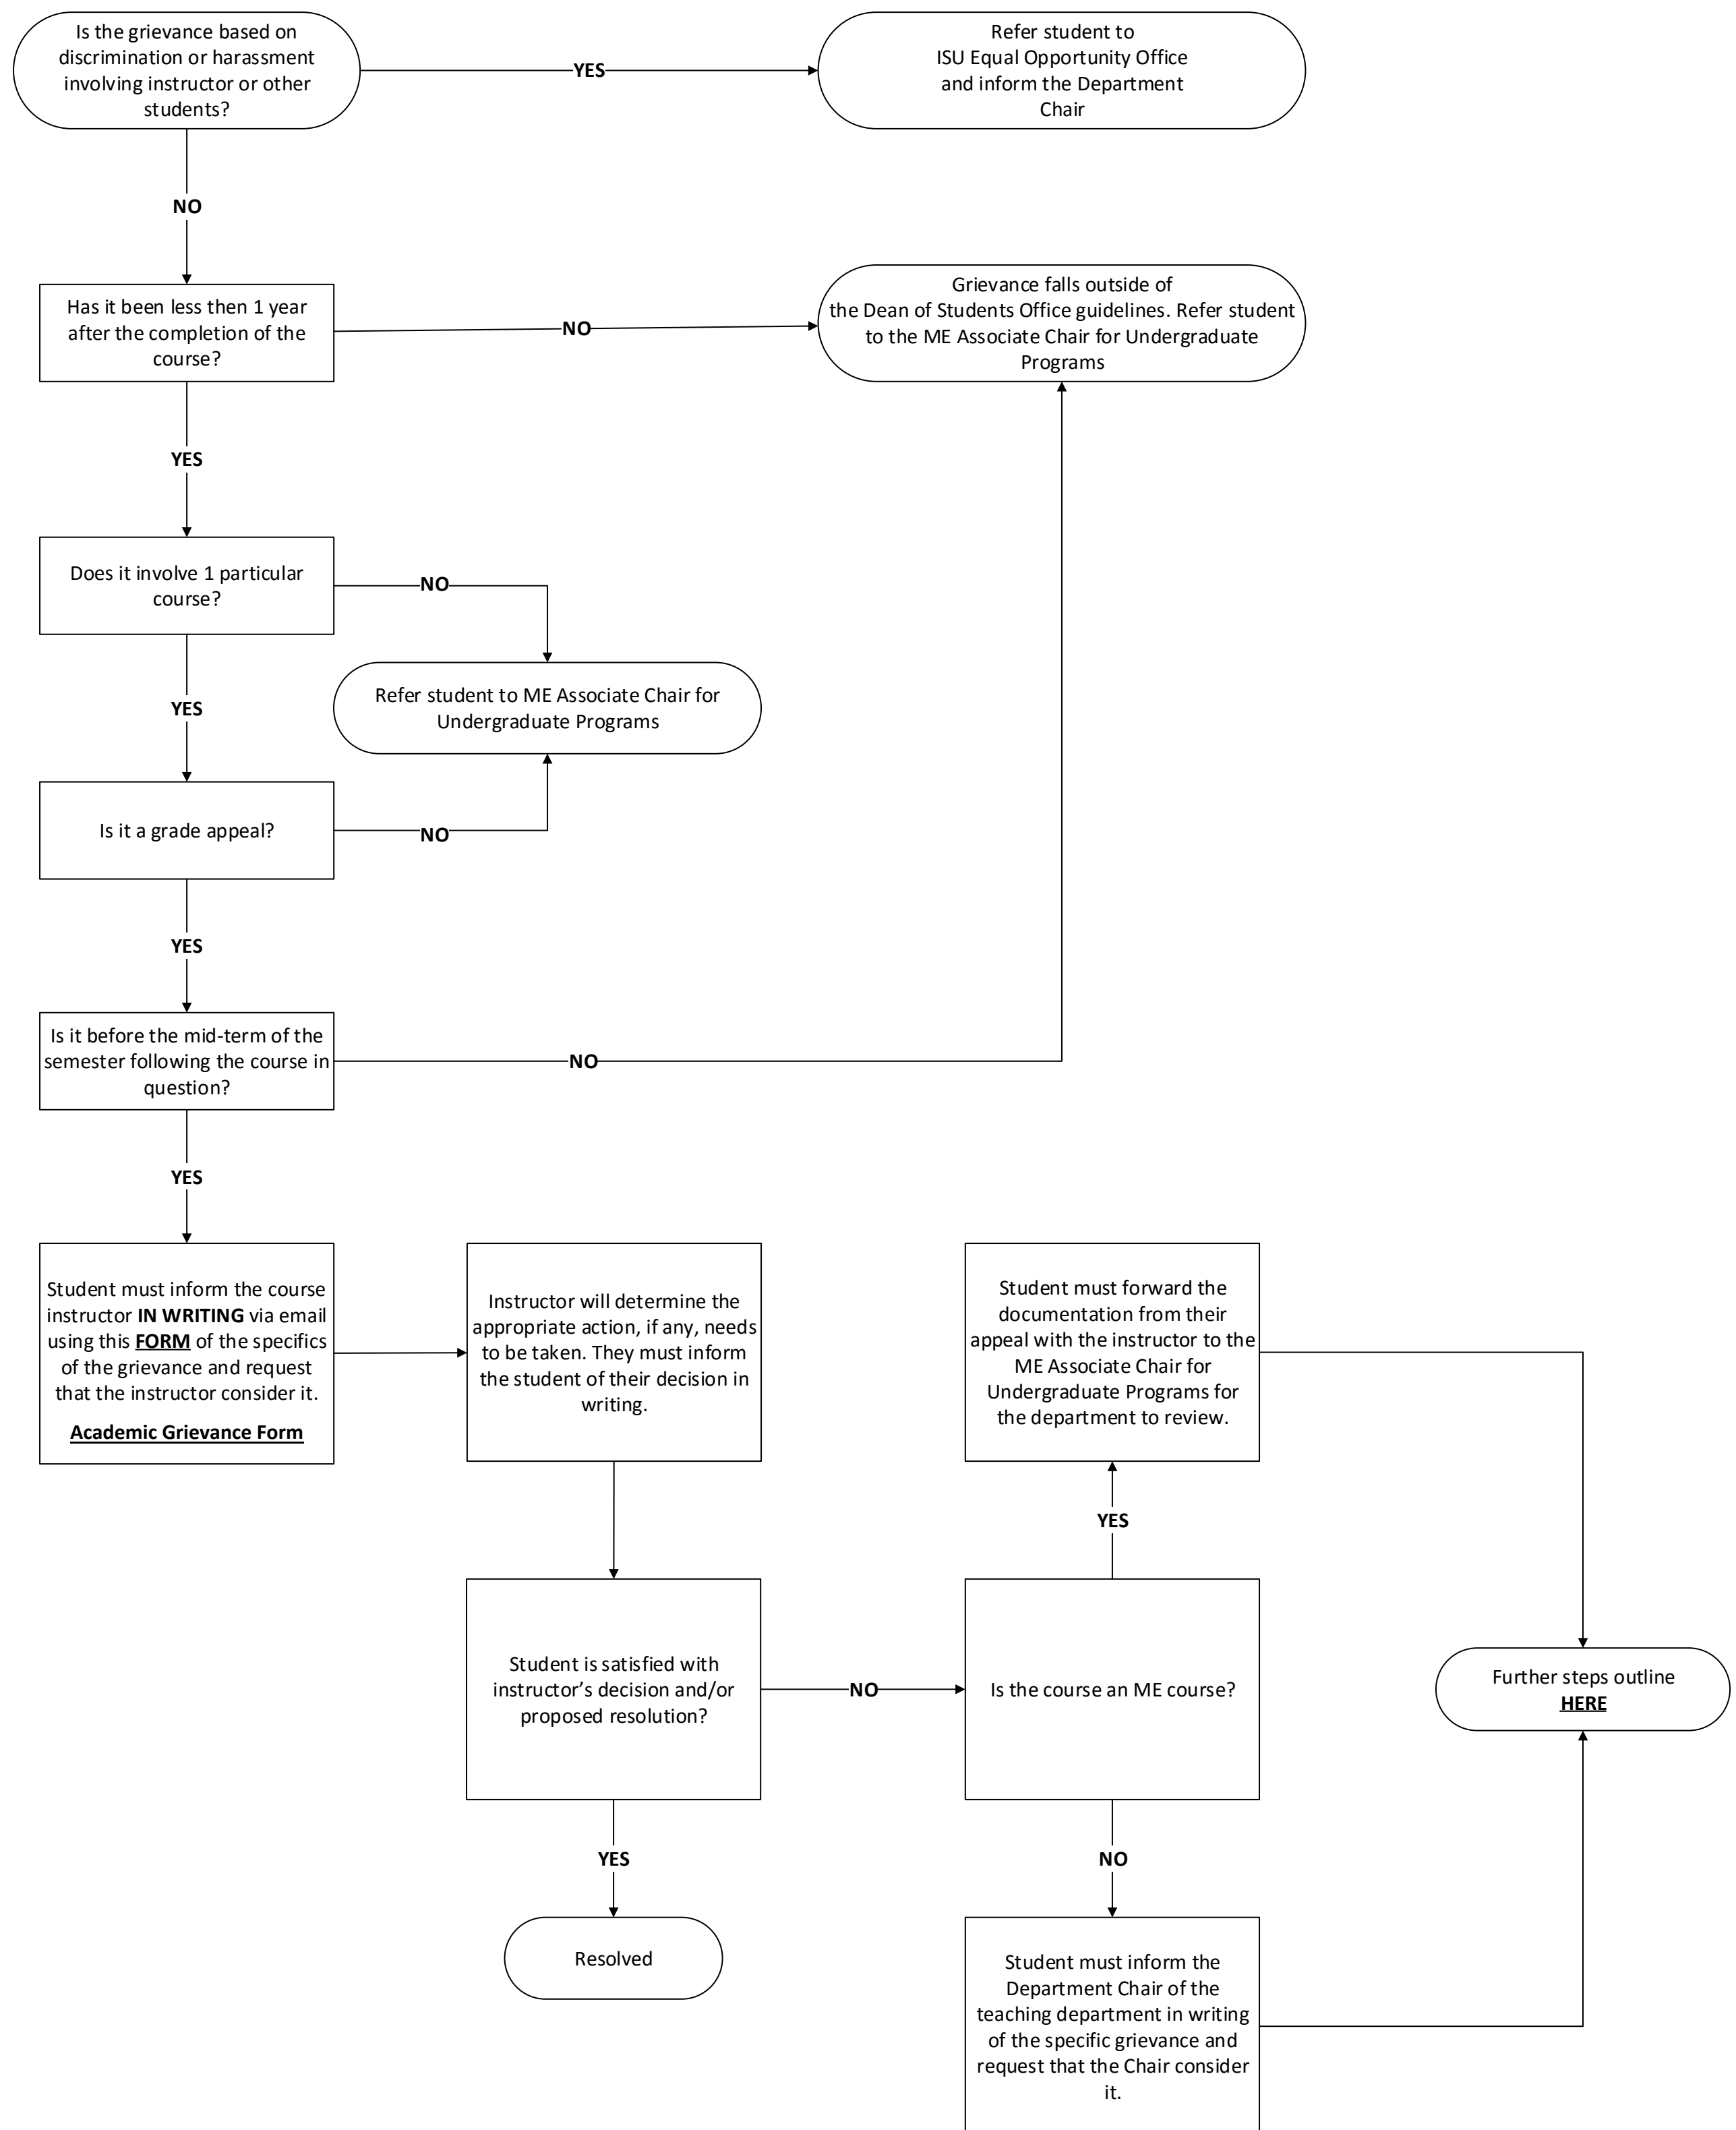 Is the grievance based on
discrimination or harassment
involving instructor or other
students?
YES
Refer student to
ISU Equal Opportunity Office
and inform the Department
Chair
NO
Has it been less then 1 year
after the completion of the
course?
NO
Grievance falls outside of
the Dean of Students Office guidelines. Refer student
to the ME Associate Chair for Undergraduate
Programs
YES
Does it involve 1 particular
course?
NO
Refer student to ME Associate Chair for
Undergraduate Programs
YES
Is it a grade appeal?
NO
YES
Is it before the mid-term of the
semester following the course in
question?
NO
YES
Student must inform the course
instructor IN WRITING via email
using this FORM of the specifics
of the grievance and request
that the instructor consider it.
Academic Grievance Form
Instructor will determine the
appropriate action, if any, needs
to be taken. They must inform
the student of their decision in
writing.
Student must forward the
documentation from their
appeal with the instructor to the
ME Associate Chair for
Undergraduate Programs for
the department to review.
YES
Student is satisfied with
instructor’s decision and/or
proposed resolution?
NO
Is the course an ME course?
Further steps outline
HERE
YES
NO
Resolved
Student must inform the
Department Chair of the
teaching department in writing
of the specific grievance and
request that the Chair consider
it.